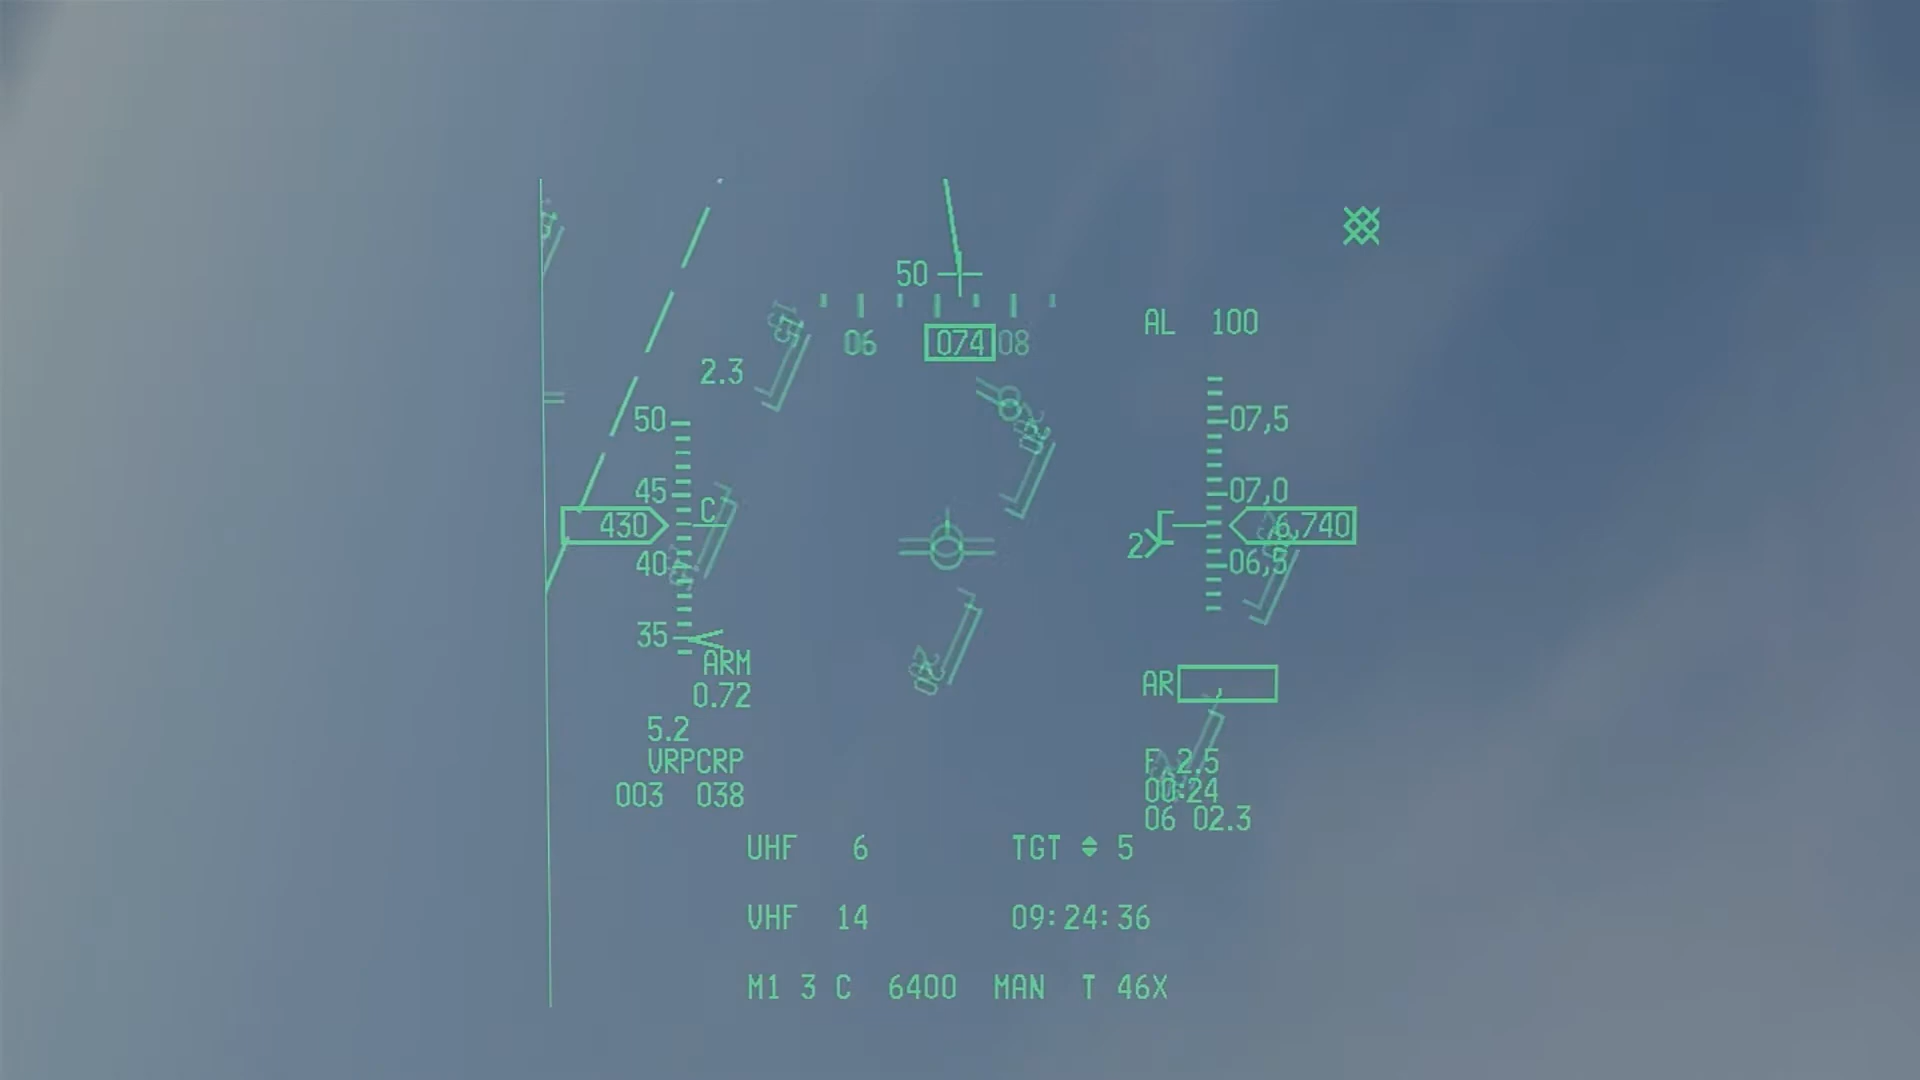 50
06 074 08
AL 100
2.3
50 07,5
45 C 07,0
430 6,740
2
40 06,5
35
ARM
0.72 AR ,
5.2
VRPCRP F 2.5
003 038 00:24
06 02.3
UHF 6 TGT 5
VHF 14 09:24:36
M1 3 C 6400 MAN T 46X